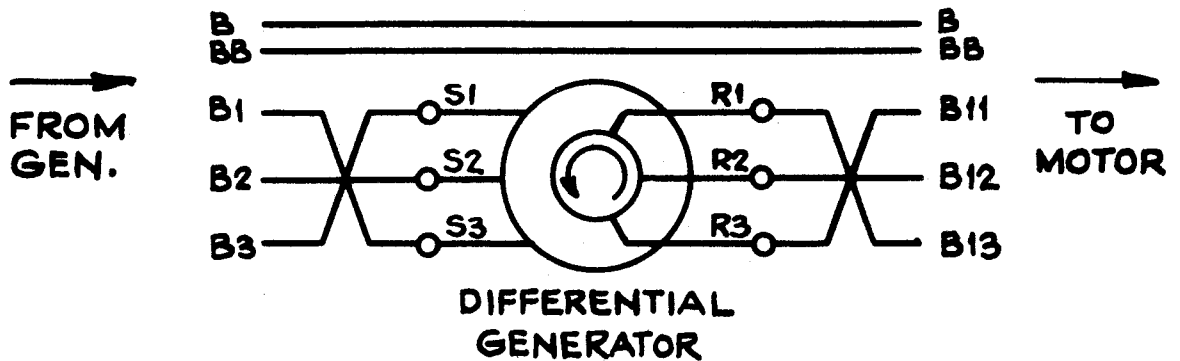 B B
BB BB
FROM
GEN.
B1 S1 R1 B11
B2 S2 R2 B12
B3 S3 R3 B13
TO
MOTOR
DIFFERENTIAL
GENERATOR